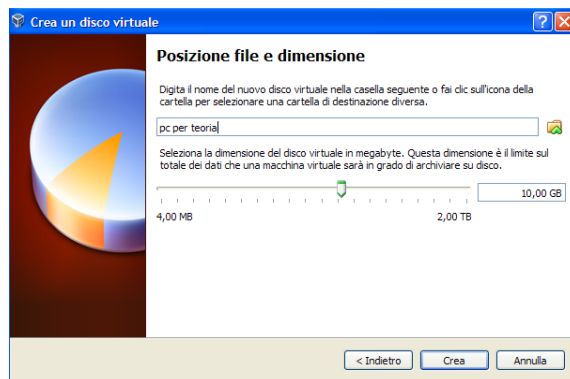 Crea un disco virtuale
Posizione file e dimensione
Digita il nome del nuovo disco virtuale nella casella seguente o fai clic sull'icona della
cartella per selezionare una cartella di destinazione diversa.
pc per teoria
Seleziona la dimensione del disco virtuale in megabyte. Questa dimensione è il limite sul
totale dei dati che una macchina virtuale sarà in grado di archiviare su disco.
10,00 GB
4,00 MB 2,00 TB
< Indietro Crea Annulla